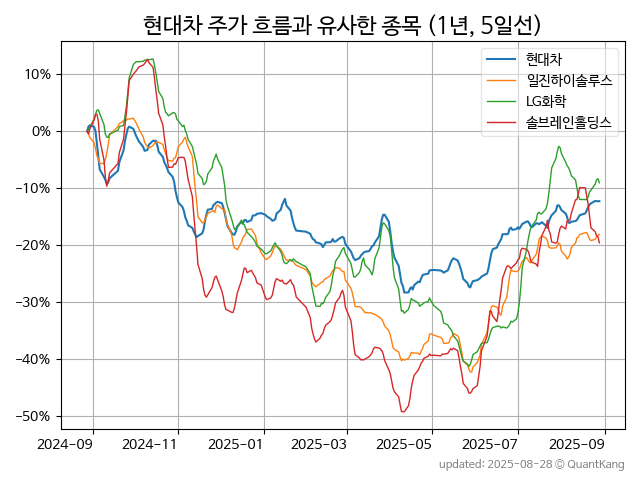 현대차 주가 흐름과 유사한 종목 (1년, 5일선)
현대차
일진하이솔루스
LG화학
솔브레인홀딩스
10%
0%
−10%
−20%
−30%
−40%
−50%
2024-09 2024-11 2025-01 2025-03 2025-05 2025-07 2025-09
updated: 2025-08-28 © QuantKang